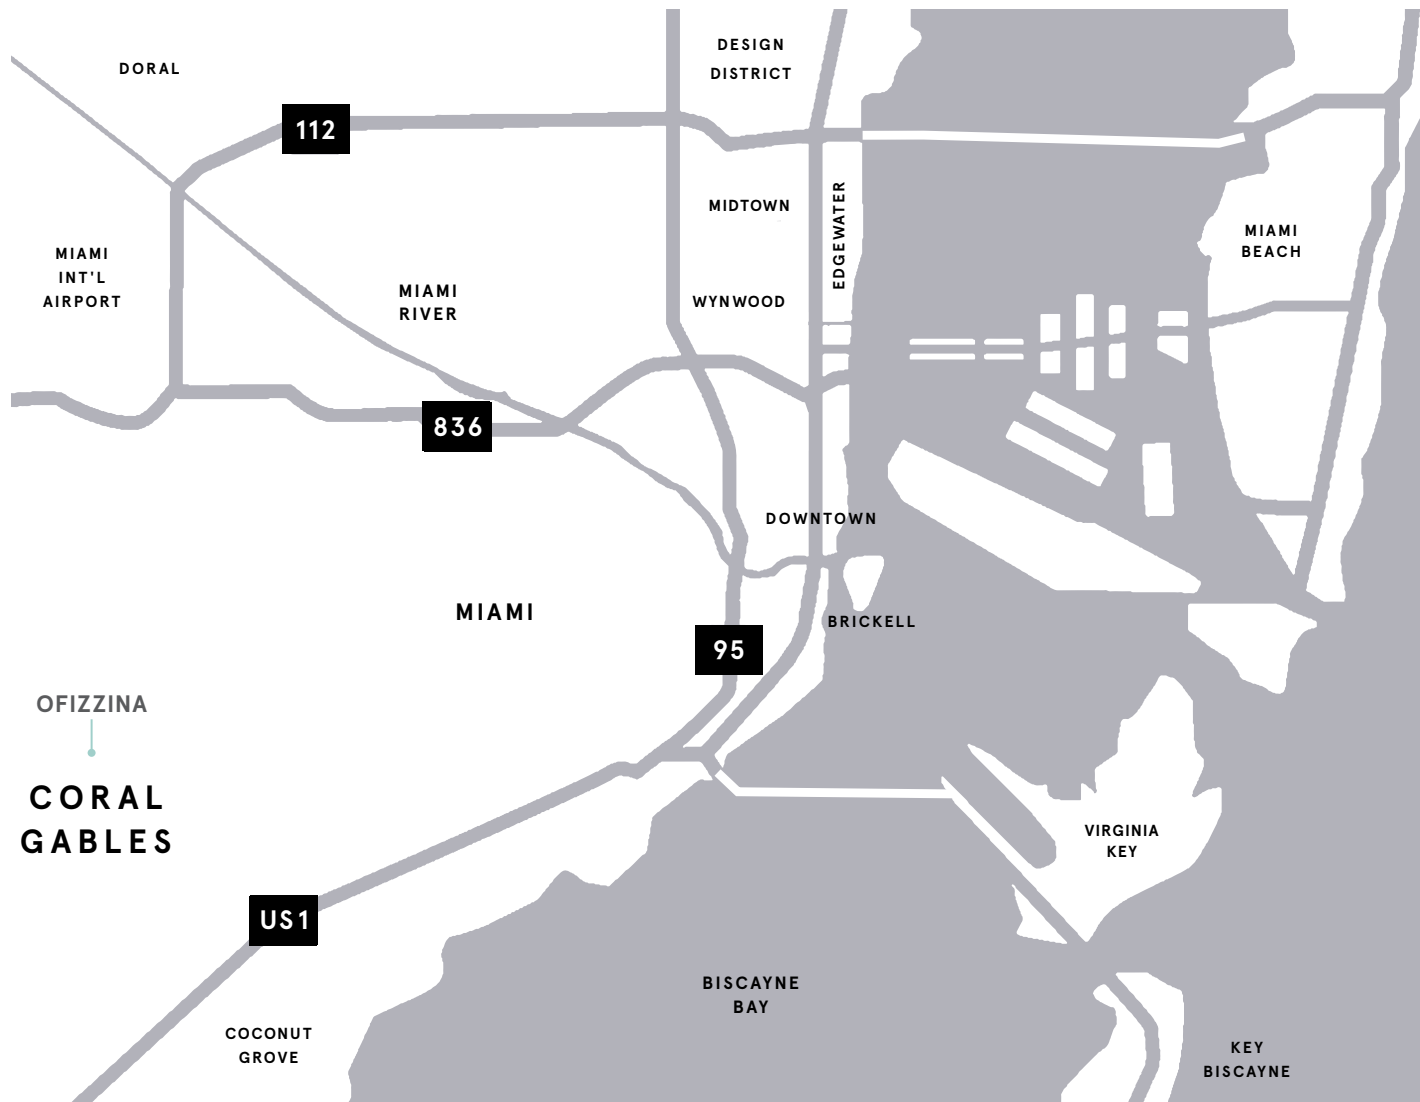 DESIGN
DISTRICT
DORAL
112
MIDTOWN
EDGEWATER
MIAMI
BEACH
MIAMI
INT'L
AIRPORT
MIAMI
RIVER
WYNWOOD
836
DOWNTOWN
MIAMI
BRICKELL
95
OFIZZINA
CORAL
GABLES
VIRGINIA
KEY
US1
BISCAYNE
BAY
COCONUT
GROVE
KEY
BISCAYNE